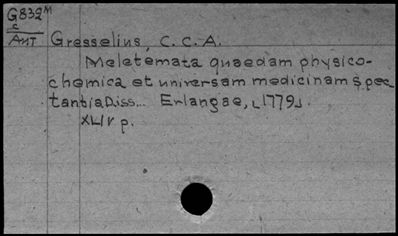 G832M
c
ANT Gresselius, C.C.A.
Meletemata quaedam physico-
chemica et universam medicinam spec
tantia Diss... Erlangae, [1779].
XLIV p.